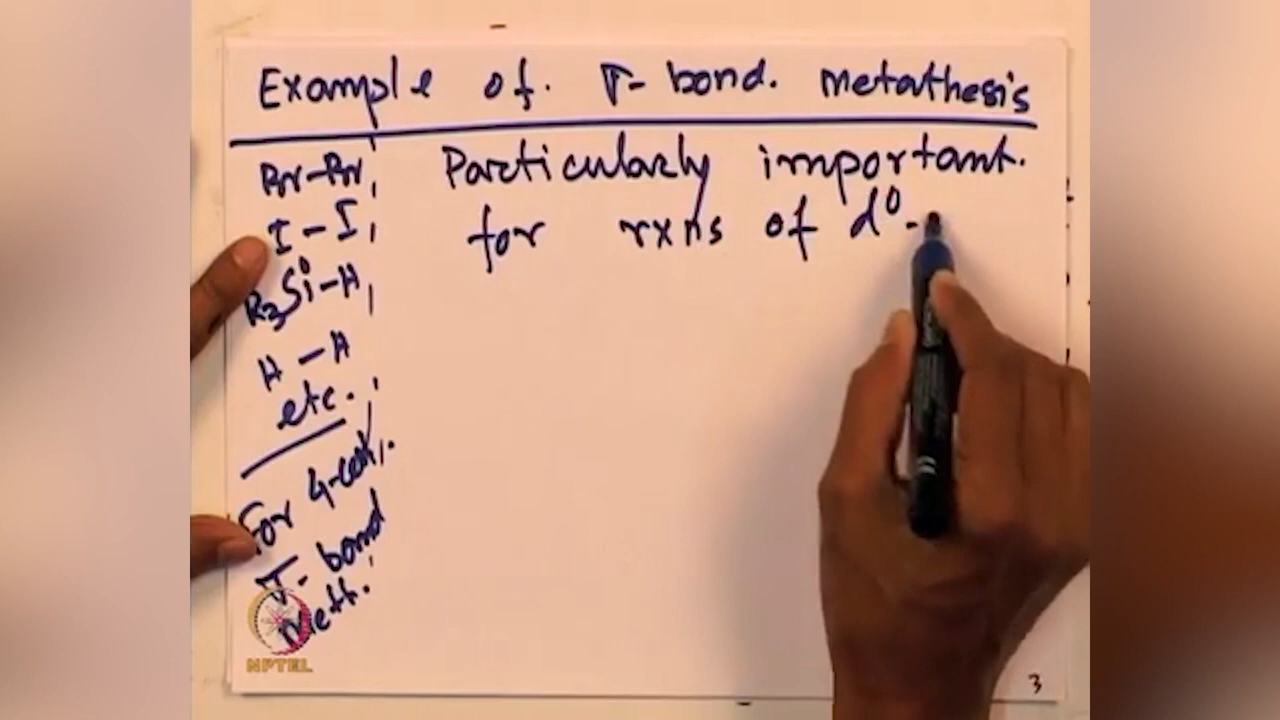 Example of. σ- bond. metathesis
Br-Br,
I-I,
R3Si-H,
H-H
etc.
For 4-cent.
σ-bond
Mett.
Particularly important.
for rxns of d⁰-
NPTEL
3